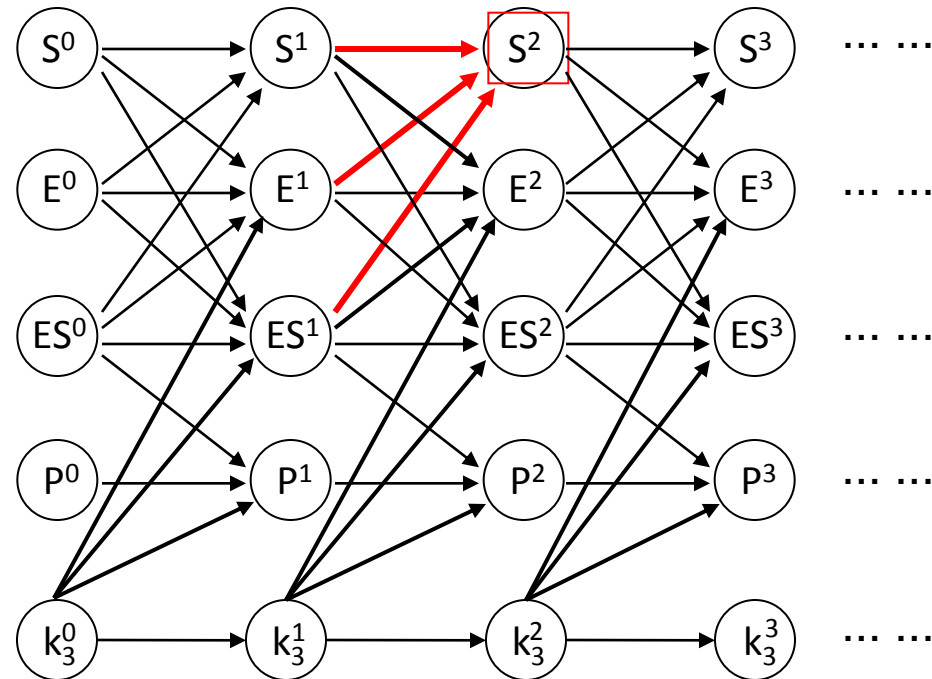 S⁰ S¹ S² S³ ... ...
E⁰ E¹ E² E³ ... ...
ES⁰ ES¹ ES² ES³ ... ...
P⁰ P¹ P² P³ ... ...
k₃⁰ k₃¹ k₃² k₃³ ... ...